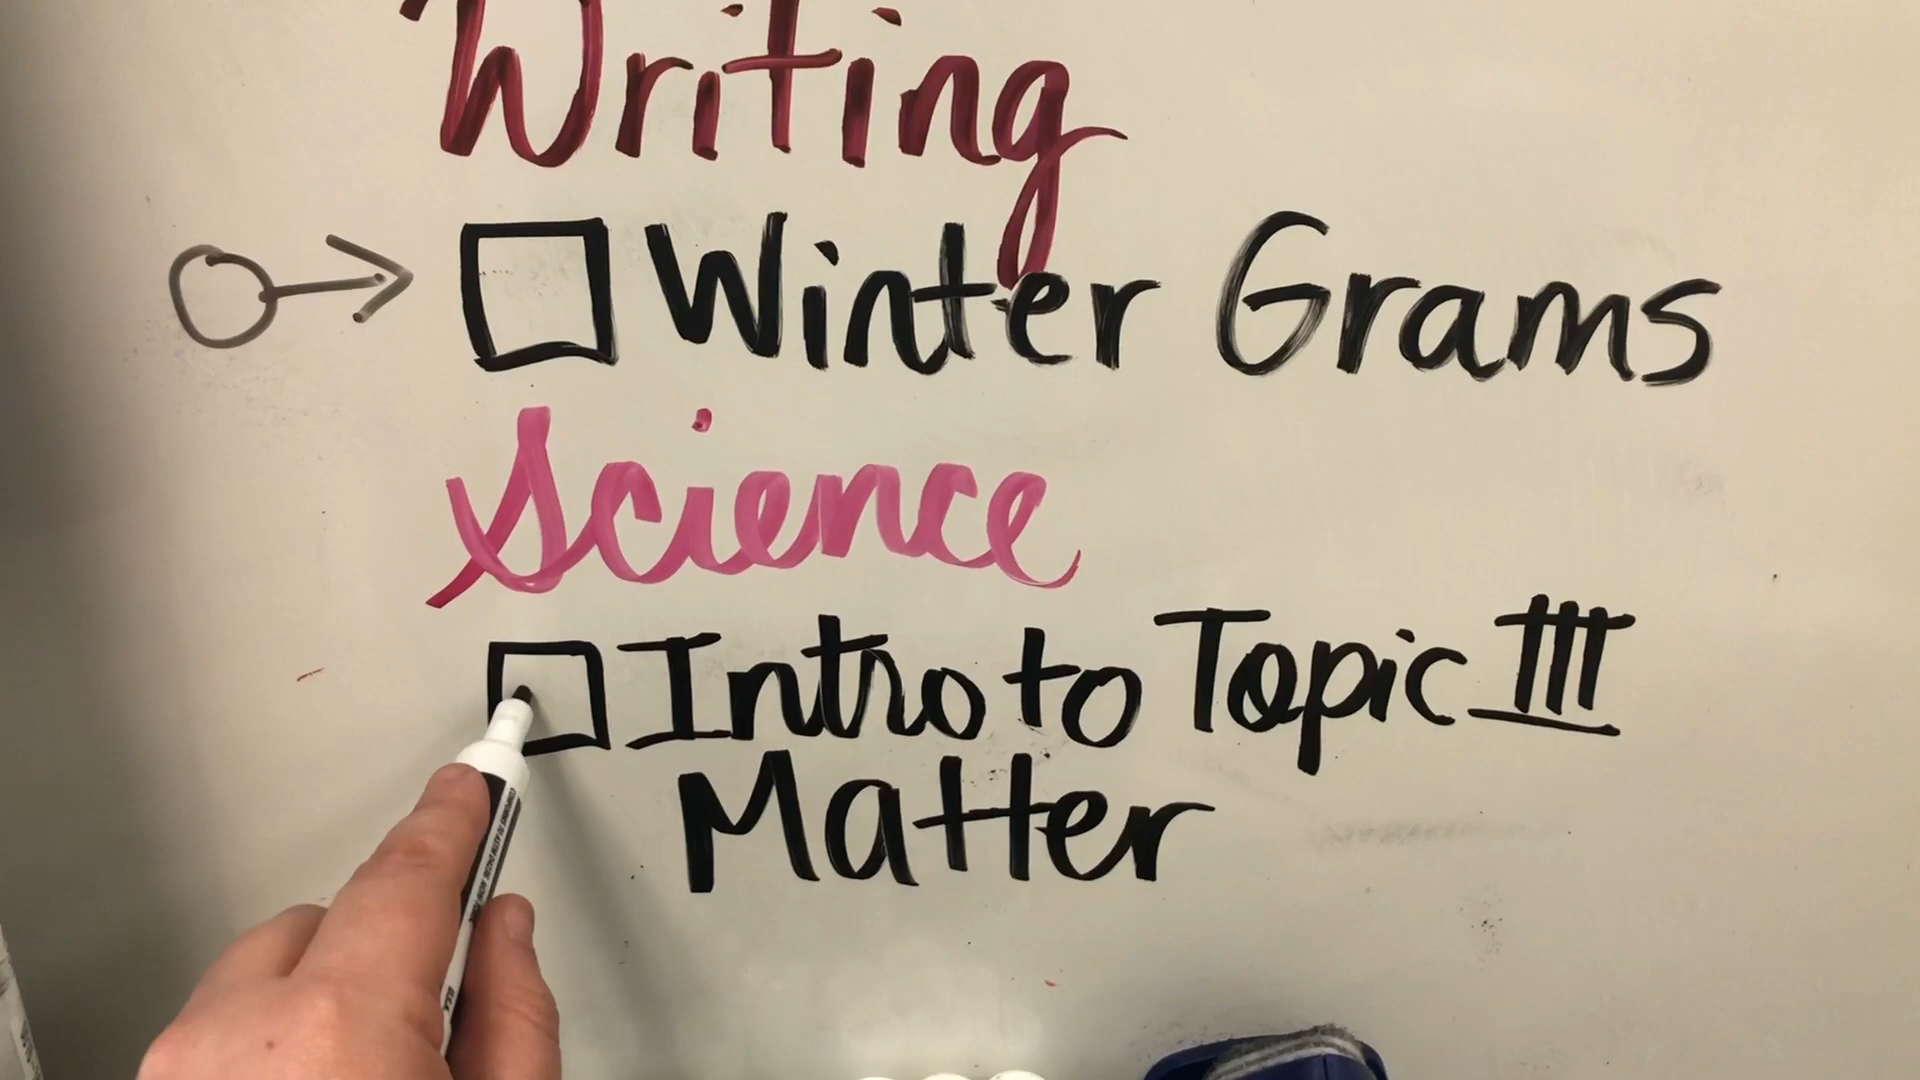 Writing
Winter Grams
Science
Intro to Topic III
Matter